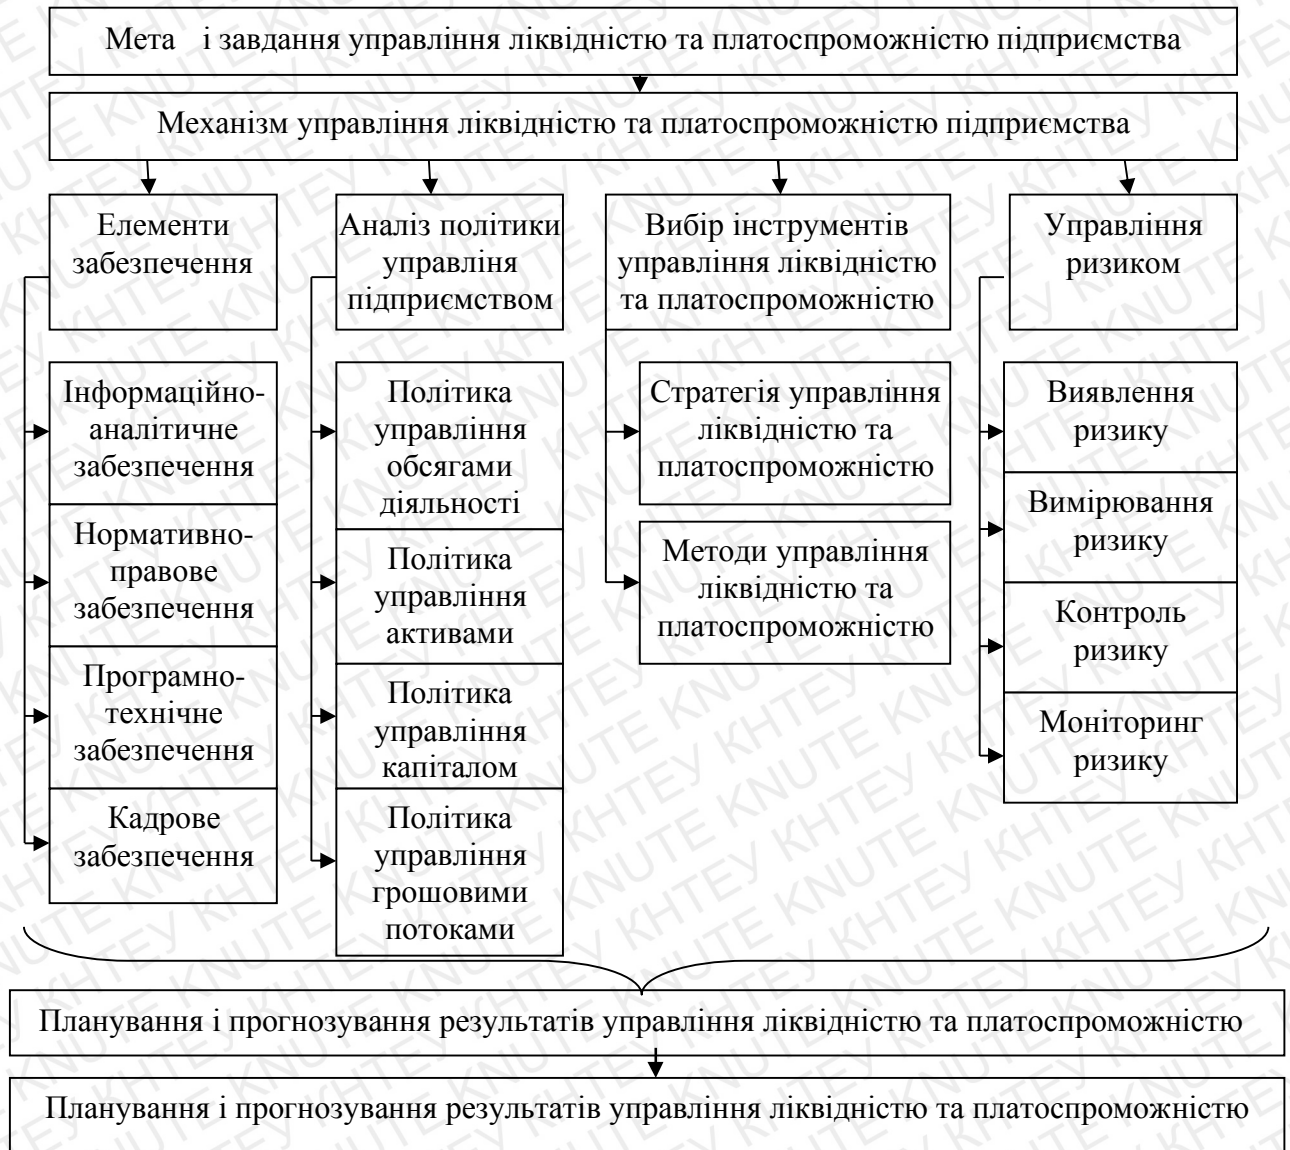 Мета і завдання управління ліквідністю та платоспроможністю підприємства
Механізм управління ліквідністю та платоспроможністю підприємства
Елементи
забезпечення
Аналіз політики
управліня
підприємством
Вибір інструментів
управління ліквідністю
та платоспроможністю
Управління
ризиком
Інформаційно-
аналітичне
забезпечення
Нормативно-
правове
забезпечення
Програмно-
технічне
забезпечення
Кадрове
забезпечення
Політика
управління
обсягами
діяльності
Політика
управління
активами
Політика
управління
капіталом
Політика
управління
грошовими
потоками
Стратегія управління
ліквідністю та
платоспроможністю
Методи управління
ліквідністю та
платоспроможністю
Виявлення
ризику
Вимірювання
ризику
Контроль
ризику
Моніторинг
ризику
Планування і прогнозування результатів управління ліквідністю та платоспроможністю
Планування і прогнозування результатів управління ліквідністю та платоспроможністю